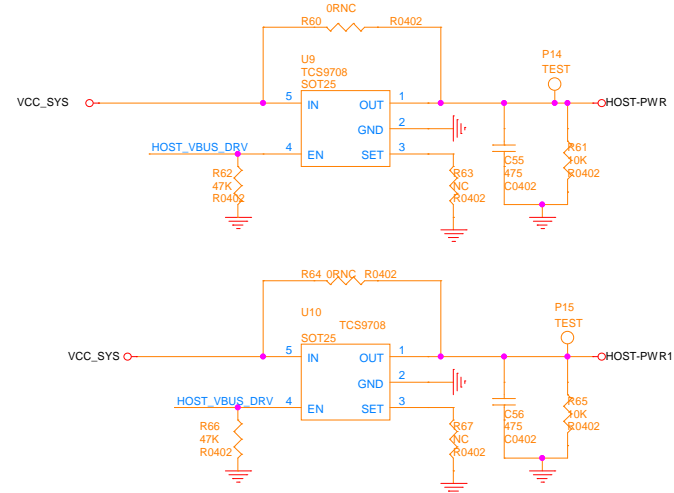 0RNC
R60 R0402
U9
TCS9708
SOT25
P14
TEST
VCC_SYS
5 IN OUT 1
HOST-PWR
GND 2
HOST_VBUS_DRV
4 EN SET 3
R62
47K
R0402
R63
NC
R0402
C55
475
C0402
R61
10K
R0402
R64 0RNC R0402
U10
TCS9708
SOT25
P15
TEST
VCC_SYS
5 IN OUT 1
HOST-PWR1
GND 2
HOST_VBUS_DRV
4 EN SET 3
R66
47K
R0402
R67
NC
R0402
C56
475
C0402
R65
10K
R0402